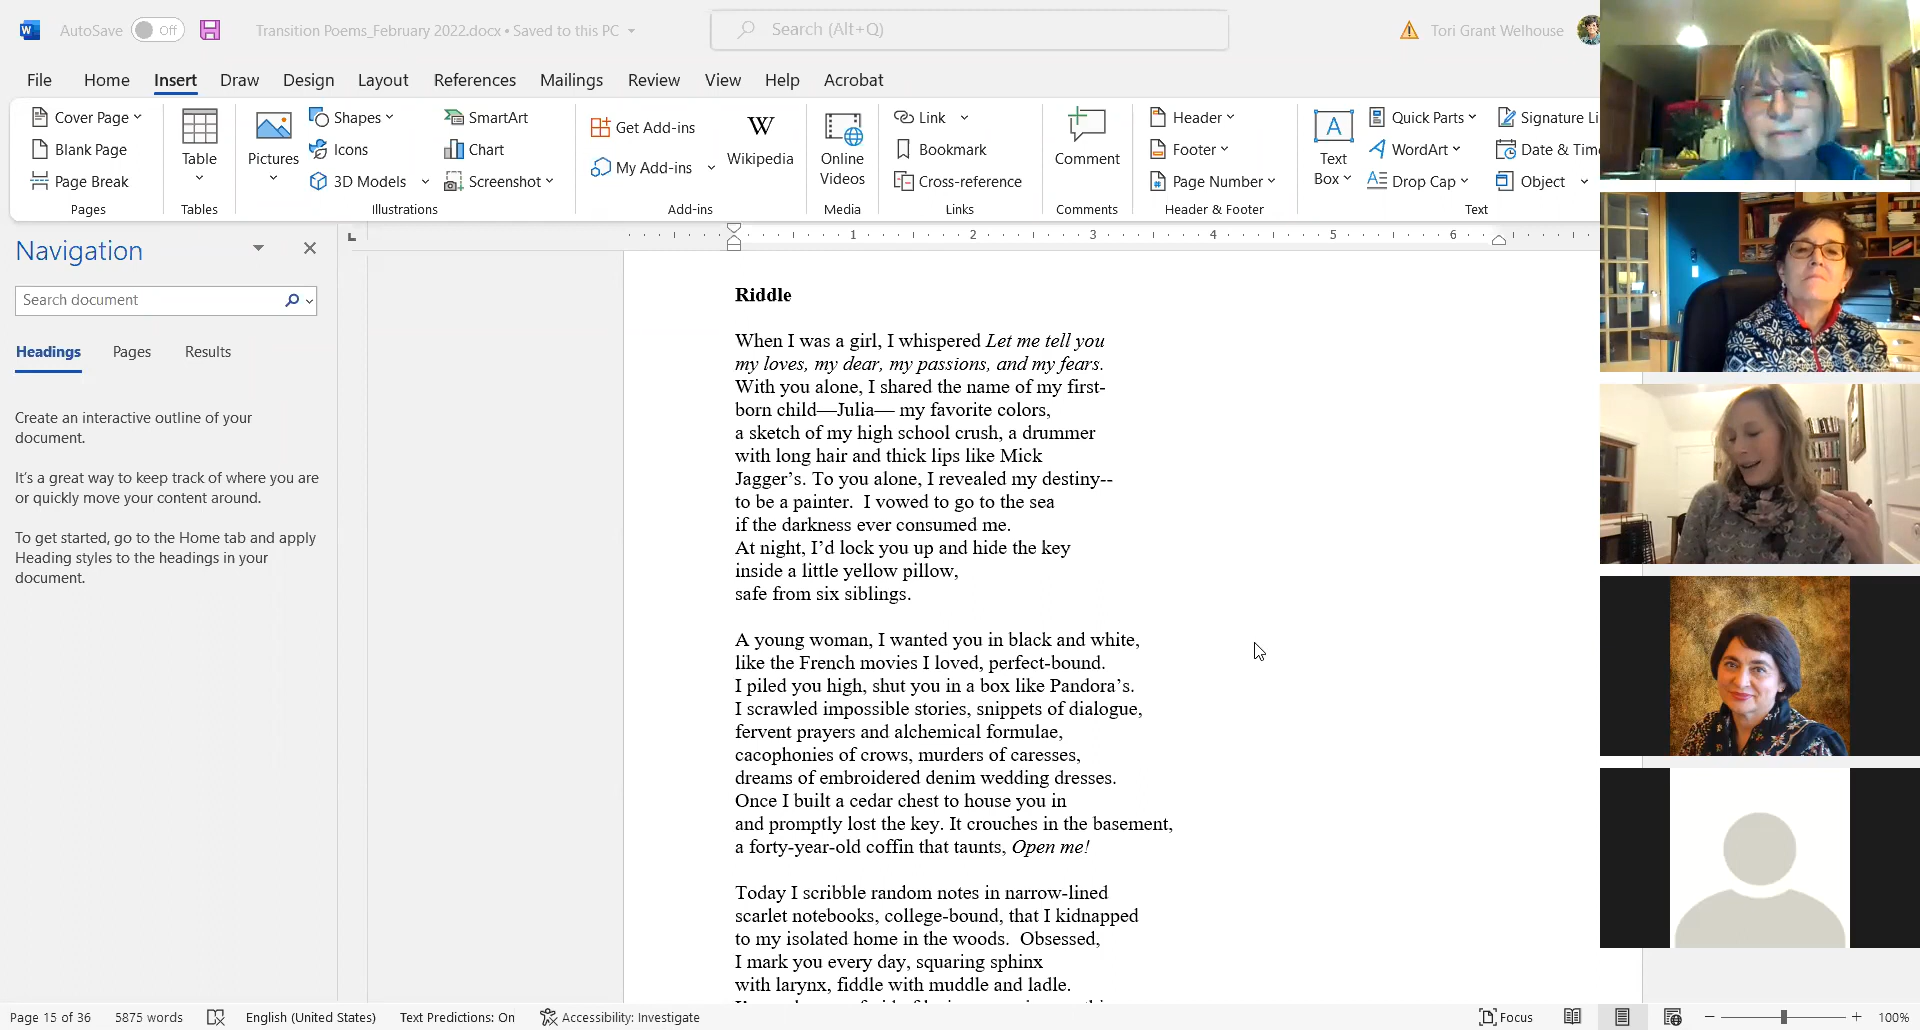 AutoSave Off Transition Poems_February 2022.docx • Saved to this PC Search (Alt+Q) Tori Grant Welhouse
File Home Insert Draw Design Layout References Mailings Review View Help Acrobat
Cover Page Shapes SmartArt Get Add-ins Link Header Quick Parts Signature Li
Blank Page Icons Chart Bookmark Footer WordArt Date & Time
Table Pictures W Wikipedia Online Videos Comment A Text Box
Page Break 3D Models Screenshot My Add-ins Cross-reference Page Number Drop Cap Object
Pages Tables Illustrations Add-ins Media Links Comments Header & Footer Text
1 2 3 4 5 6
Navigation
Search document
Headings Pages Results
Create an interactive outline of your
document.
It's a great way to keep track of where you are
or quickly move your content around.
To get started, go to the Home tab and apply
Heading styles to the headings in your
document.
Riddle
When I was a girl, I whispered Let me tell you
my loves, my dear, my passions, and my fears.
With you alone, I shared the name of my first-
born child—Julia— my favorite colors,
a sketch of my high school crush, a drummer
with long hair and thick lips like Mick
Jagger's. To you alone, I revealed my destiny--
to be a painter.  I vowed to go to the sea
if the darkness ever consumed me.
At night, I'd lock you up and hide the key
inside a little yellow pillow,
safe from six siblings.
A young woman, I wanted you in black and white,
like the French movies I loved, perfect-bound.
I piled you high, shut you in a box like Pandora's.
I scrawled impossible stories, snippets of dialogue,
fervent prayers and alchemical formulae,
cacophonies of crows, murders of caresses,
dreams of embroidered denim wedding dresses.
Once I built a cedar chest to house you in
and promptly lost the key. It crouches in the basement,
a forty-year-old coffin that taunts, Open me!
Today I scribble random notes in narrow-lined
scarlet notebooks, college-bound, that I kidnapped
to my isolated home in the woods.  Obsessed,
I mark you every day, squaring sphinx
with larynx, fiddle with muddle and ladle.
Page 15 of 36 5875 words English (United States) Text Predictions: On Accessibility: Investigate Focus 100%